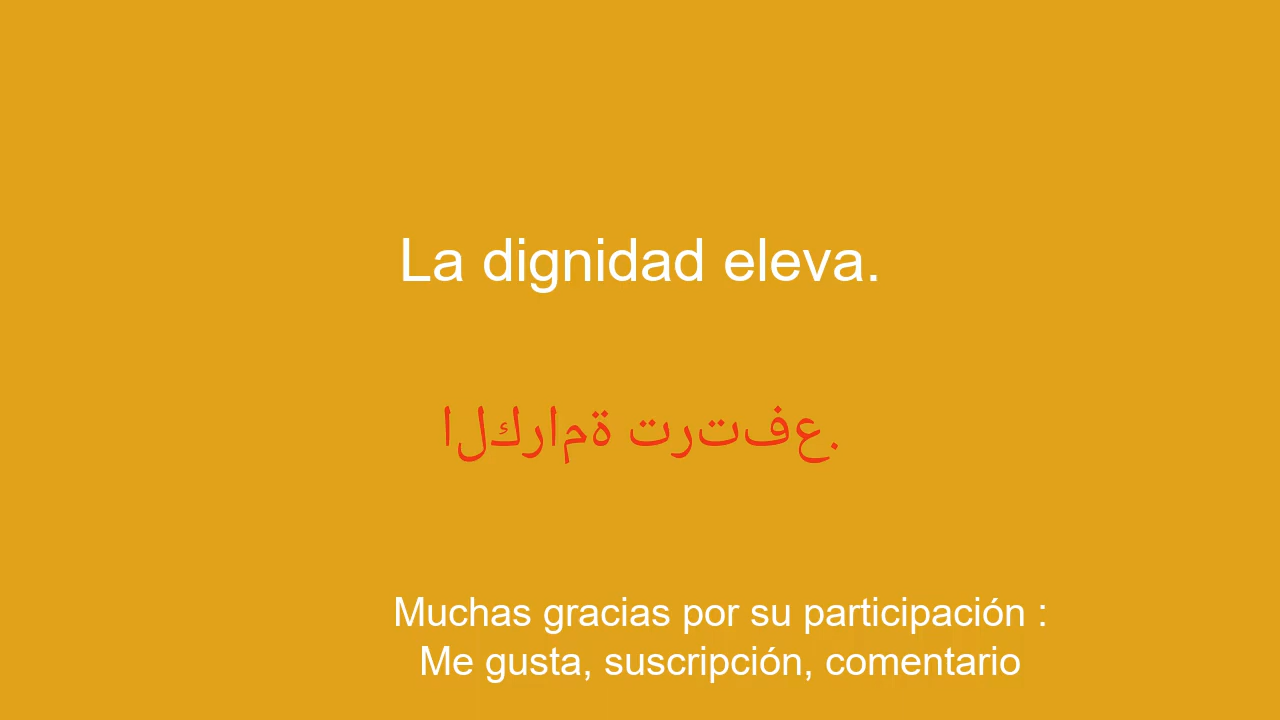 La dignidad eleva.
الكرامة ترتفع.
Muchas gracias por su participación :
Me gusta, suscripción, comentario